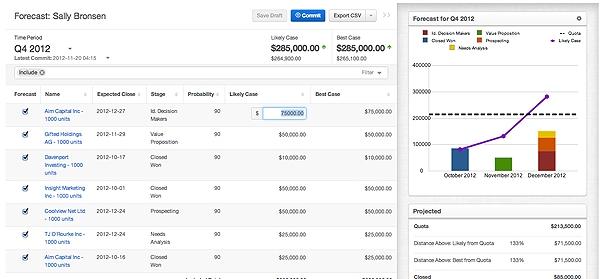 Forecast: Sally Bronsen
Save Draft
Commit
Export CSV
Time Period
Q4 2012
Latest Commit: 2012-11-20 04:15
Likely Case
$285,000.00
$264,900.00
Best Case
$285,000.00
$265,100.00
Include
Filter
Forecast Name Expected Close Stage Probability Likely Case Best Case
Aim Capital Inc -
1000 units
2012-12-27
Id. Decision
Makers
90
$ 75000.00
$75,000.00
Gifted Holdings
AG - 1000 units
2012-11-29
Value
Proposition
90
$50,000.00
$50,000.00
Davenport
Investing - 1000
units
2012-10-17
Closed
Won
90
$10,000.00
$10,000.00
Insight Marketing
Inc - 1000 units
2012-10-01
Closed
Won
90
$50,000.00
$50,000.00
Coolview Net Ltd
- 1000 units
2012-12-24
Prospecting
90
$50,000.00
$50,000.00
TJ O'Rourke Inc -
1000 units
2012-12-24
Needs
Analysis
90
$25,000.00
$25,000.00
Aim Capital Inc -
1000 units
2012-10-16
Closed
Won
90
$25,000.00
$25,000.00
Forecast for Q4 2012
Id. Decision Makers
Value Proposition
Quota
Closed Won
Prospecting
Likely Case
Needs Analysis
400000
300000
200000
100000
0
October 2012
November 2012
December 2012
Projected
Quota
$213,500.00
Distance Above: Likely from Quota 133% $71,500.00
Distance Above: Best from Quota 133% $71,500.00
Closed
$85,000.00